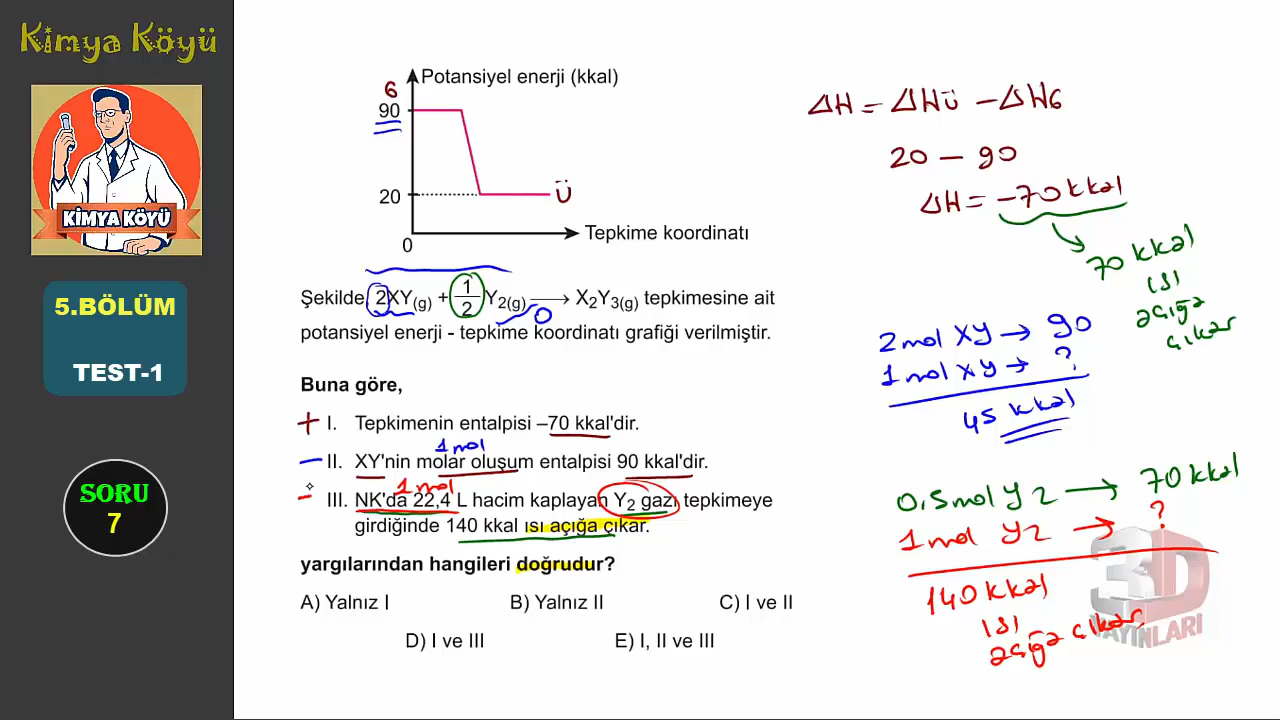 Kimya Köyü
KİMYA KÖYÜ
5.BÖLÜM
TEST-1
SORU
7
Potansiyel enerji (kkal)
6
90
20
Ü
0
Tepkime koordinatı
Şekilde 2XY(g) + 1/2 Y2(g) → X2Y3(g) tepkimesine ait
0
potansiyel enerji - tepkime koordinatı grafiği verilmiştir.
Buna göre,
+ I. Tepkimenin entalpisi –70 kkal'dir.
1 mol
– II. XY'nin molar oluşum entalpisi 90 kkal'dir.
1 mol
III. NK'da 22,4 L hacim kaplayan Y2 gazı tepkimeye
girdiğinde 140 kkal ısı açığa çıkar.
yargılarından hangileri doğrudur?
A) Yalnız I B) Yalnız II C) I ve II
D) I ve III E) I, II ve III
ΔH = ΔHÜ – ΔHG
20 – 90
ΔH = –70 kkal
70 kkal
ısı
açığa
çıkar
2 mol XY → 90
1 mol XY → ?
45 kkal
0.5 mol Y2 → 70 kkal
1 mol Y2 → ?
140 kkal
ısı
açığa çıkar
3D
YAYINLARI